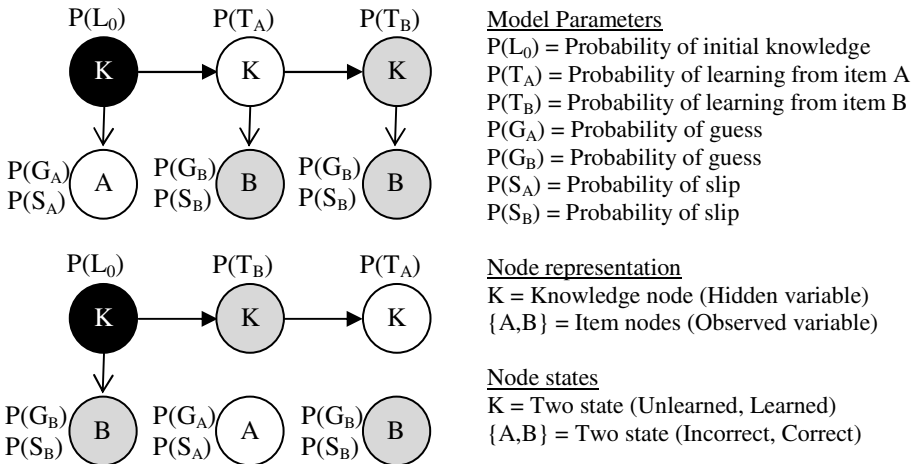 P(L0) P(TA) P(TB)
K K K
P(GA) P(SA) A P(GB) P(SB) B P(GB) P(SB) B
P(L0) P(TB) P(TA)
K K K
P(GB) P(SB) B P(GA) P(SA) A P(GB) P(SB) B
Model Parameters
P(L0) = Probability of initial knowledge
P(TA) = Probability of learning from item A
P(TB) = Probability of learning from item B
P(GA) = Probability of guess
P(GB) = Probability of guess
P(SA) = Probability of slip
P(SB) = Probability of slip
Node representation
K = Knowledge node (Hidden variable)
{A,B} = Item nodes (Observed variable)
Node states
K = Two state (Unlearned, Learned)
{A,B} = Two state (Incorrect, Correct)